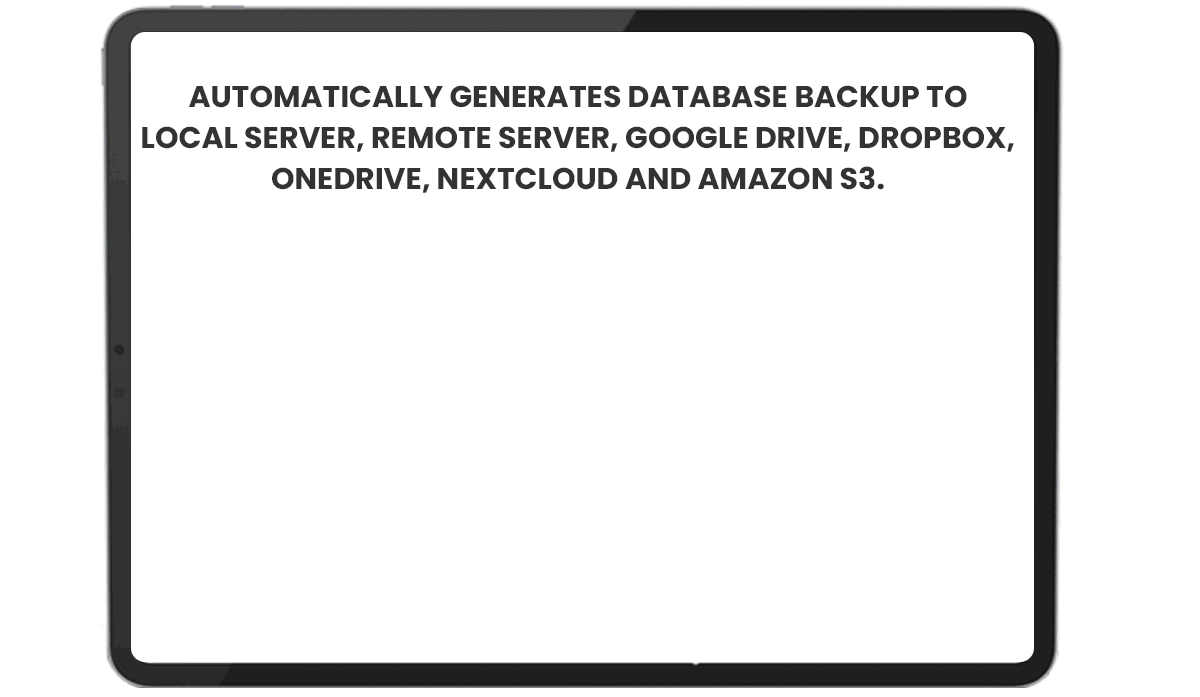 AUTOMATICALLY GENERATES DATABASE BACKUP TO
LOCAL SERVER, REMOTE SERVER, GOOGLE DRIVE, DROPBOX,
ONEDRIVE, NEXTCLOUD AND AMAZON S3.